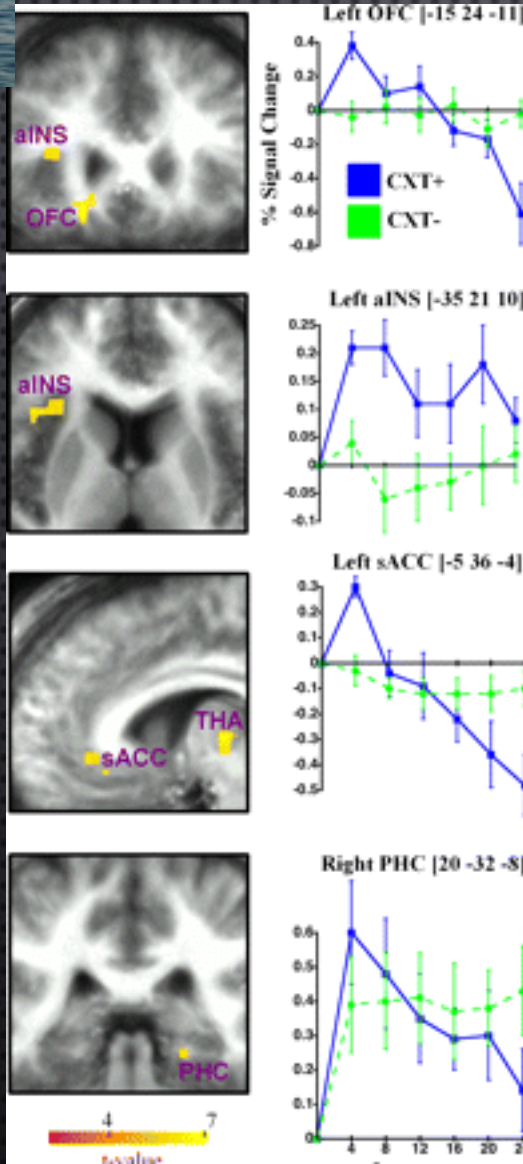 Left OFC [-15 24 -11]
aINS
OFC
% Signal Change
0.4
0.2
0
-0.2
-0.4
-0.6
-0.8
CXT+
CXT-
Left aINS [-35 21 10]
aINS
0.25
0.2
0.15
0.1
0.05
0
-0.05
-0.1
Left sACC [-5 36 -4]
THA
sACC
0.3
0.2
0.1
0
-0.1
-0.2
-0.3
-0.4
-0.5
Right PHC [20 -32 -8]
PHC
0.6
0.5
0.4
0.3
0.2
0.1
0
4 8 12 16 20
4 7
t-value